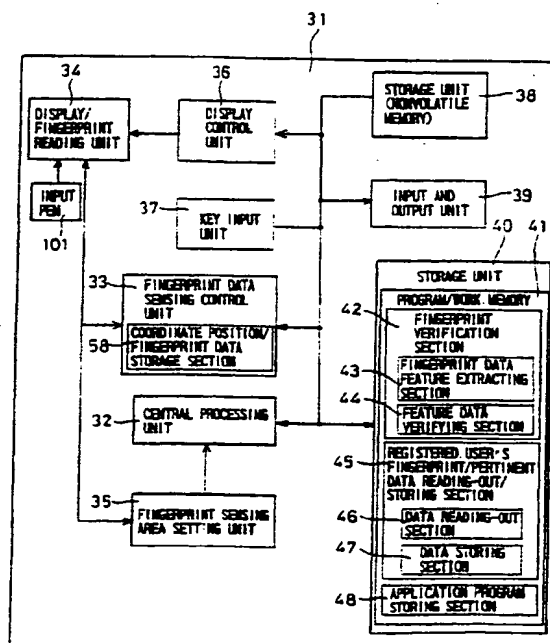 31
34
DISPLAY/
FINGERPRINT
READING UNIT
36
DISPLAY
CONTROL
UNIT
STORAGE UNIT
(NONVOLATILE
MEMORY)
38
INPUT
PEN
101
37
KEY INPUT
UNIT
INPUT AND
OUTPUT UNIT
39
40
41
33
FINGERPRINT DATA
SENSING CONTROL
UNIT
58
COORDINATE POSITION/
FINGERPRINT DATA
STORAGE SECTION
32
CENTRAL PROCESSING
UNIT
35
FINGERPRINT SENSING
AREA SETTING UNIT
STORAGE UNIT
PROGRAM/WORK MEMORY
42
FINGERPRINT
VERIFICATION
SECTION
43
FINGERPRINT DATA
FEATURE EXTRACTING
SECTION
44
FEATURE DATA
VERIFYING SECTION
45
REGISTERED USER'S
FINGERPRINT/PERTINENT
DATA READING-OUT/
STORING SECTION
46
DATA READING-OUT
SECTION
47
DATA STORING
SECTION
48
APPLICATION PROGRAM
STORING SECTION